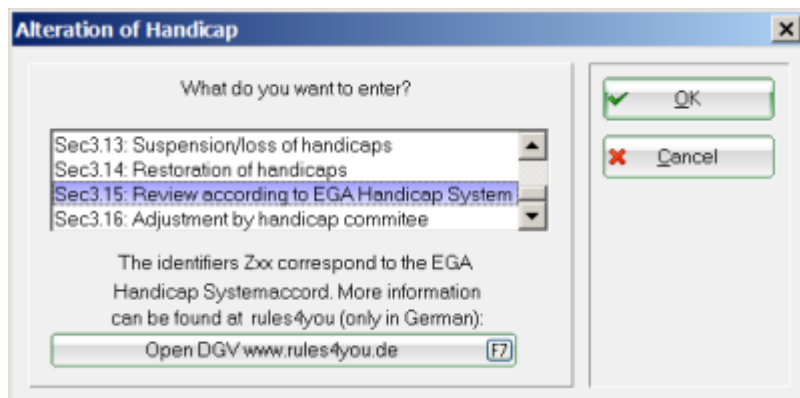 Alteration of Handicap
What do you want to enter?
Sec3.13: Suspension/loss of handicaps
Sec3.14: Restoration of handicaps
Sec3.15: Review according to EGA Handicap System
Sec3.16: Adjustment by handicap commitee
The identifiers Zxx correspond to the EGA
Handicap Systemaccord. More information
can be found at rules4you (only in German):
Open DGV www.rules4you.de F7
OK
Cancel